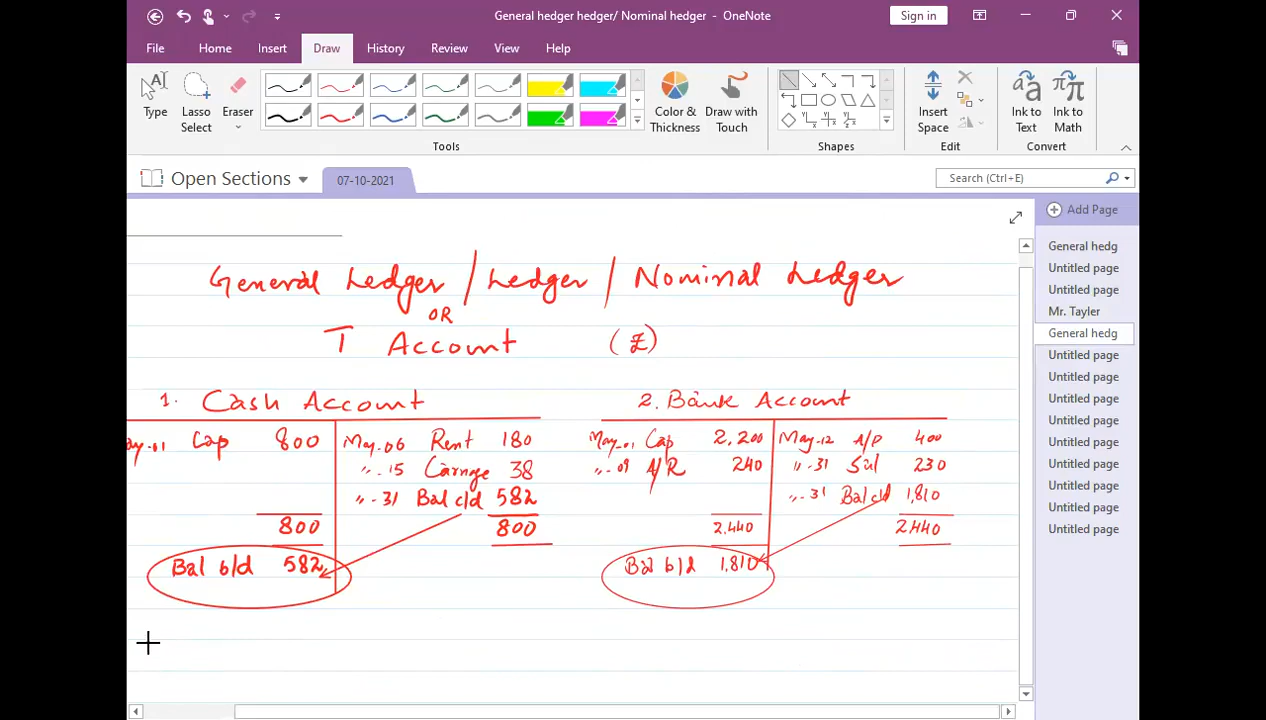 General hedger hedger/ Nominal hedger - OneNote
Sign in
File Home Insert Draw History Review View Help
Type
Lasso Select
Eraser
Color & Thickness
Draw with Touch
Insert Space
Ink to Text
Ink to Math
Tools
Shapes
Edit
Convert
Open Sections
07-10-2021
Search (Ctrl+E)
Add Page
General hedg
Untitled page
Untitled page
Mr. Tayler
General hedg
Untitled page
Untitled page
Untitled page
Untitled page
Untitled page
Untitled page
Untitled page
Untitled page
Untitled page
General Ledger / Ledger / Nominal Ledger
OR
T Account (£)
1. Cash Account
ay-01 Cap 800 May-06 Rent 180
"-15 Carriage 38
"-31 Bal c/d 582
800 800
Bal b/d 582
2. Bank Account
May-01 Cap 2,200 May-12 A/P 400
"-09 A/R 240 "-31 Sal 230
"-31 Bal c/d 1,810
2,440 2,440
Bal b/d 1,810